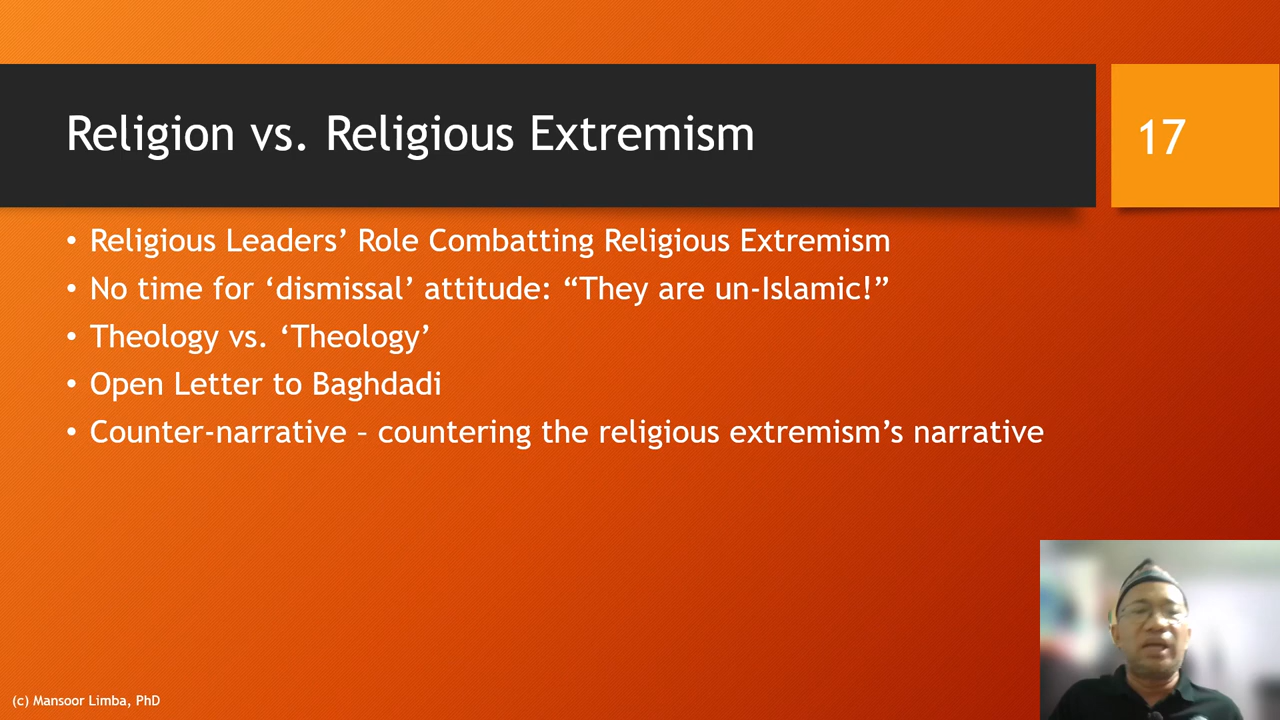 Religion vs. Religious Extremism
17
• Religious Leaders’ Role Combatting Religious Extremism
• No time for ‘dismissal’ attitude: “They are un-Islamic!”
• Theology vs. ‘Theology’
• Open Letter to Baghdadi
• Counter-narrative – countering the religious extremism’s narrative
(c) Mansoor Limba, PhD